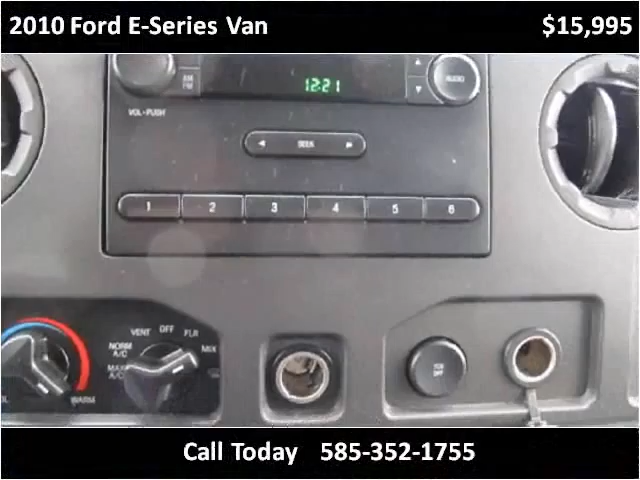 2010 Ford E-Series Van $15,995
AM FM
12:21
AUDIO
VOL-PUSH
SEEK
1 2 3 4 5 6
VENT OFF FLR
NORM A/C MIX
MAX A/C
WARM
OFF
Call Today 585-352-1755